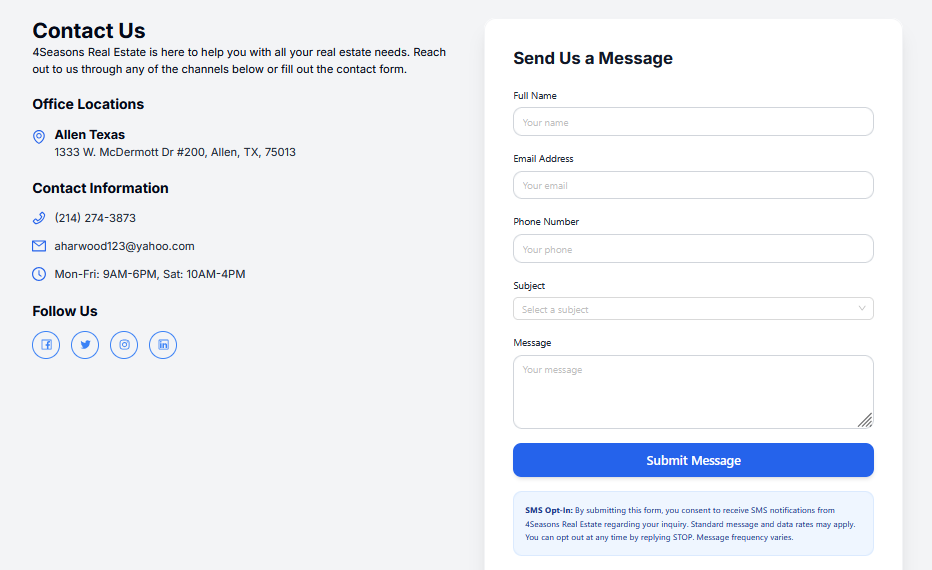 Contact Us
4Seasons Real Estate is here to help you with all your real estate needs. Reach
out to us through any of the channels below or fill out the contact form.
Office Locations
Allen Texas
1333 W. McDermott Dr #200, Allen, TX, 75013
Contact Information
(214) 274-3873
aharwood123@yahoo.com
Mon-Fri: 9AM-6PM, Sat: 10AM-4PM
Follow Us
Send Us a Message
Full Name
Your name
Email Address
Your email
Phone Number
Your phone
Subject
Select a subject
Message
Your message
Submit Message
SMS Opt-In: By submitting this form, you consent to receive SMS notifications from
4Seasons Real Estate regarding your inquiry. Standard message and data rates may apply.
You can opt out at any time by replying STOP. Message frequency varies.